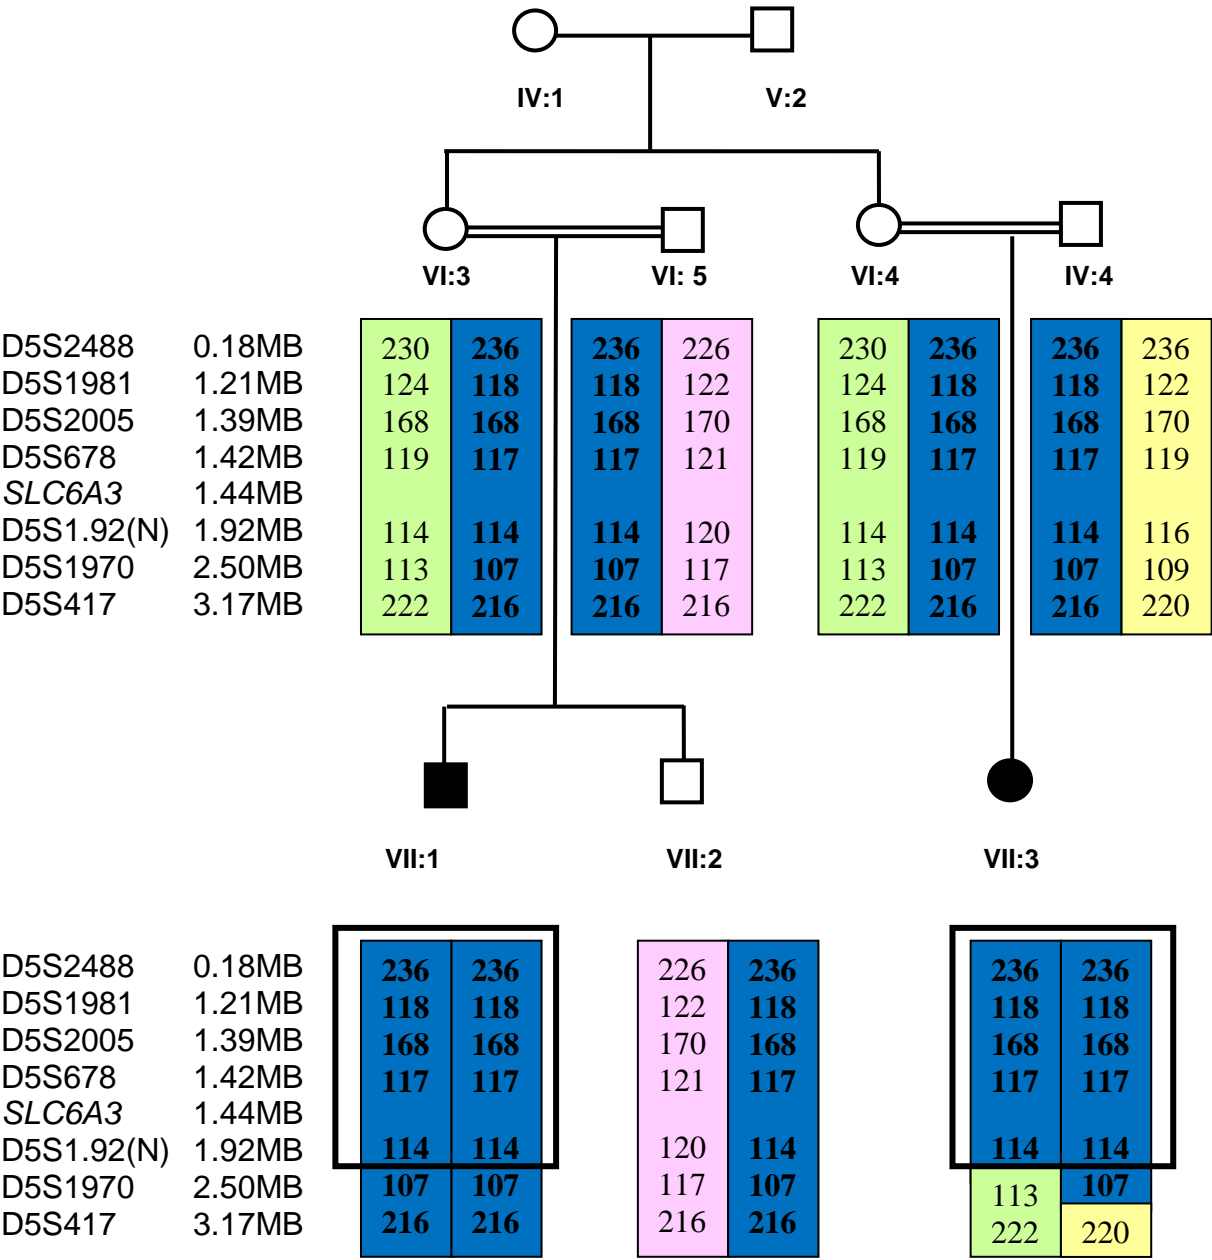 IV:1 V:2
VI:3 VI: 5 VI:4 IV:4
D5S2488 0.18MB 230 236 236 226 230 236 236 236
D5S1981 1.21MB 124 118 118 122 124 118 118 122
D5S2005 1.39MB 168 168 168 170 168 168 168 170
D5S678 1.42MB 119 117 117 121 119 117 117 119
SLC6A3 1.44MB
D5S1.92(N) 1.92MB 114 114 114 120 114 114 114 116
D5S1970 2.50MB 113 107 107 117 113 107 107 109
D5S417 3.17MB 222 216 216 216 222 216 216 220
VII:1 VII:2 VII:3
D5S2488 0.18MB 236 236 226 236 236 236
D5S1981 1.21MB 118 118 122 118 118 118
D5S2005 1.39MB 168 168 170 168 168 168
D5S678 1.42MB 117 117 121 117 117 117
SLC6A3 1.44MB
D5S1.92(N) 1.92MB 114 114 120 114 114 114
D5S1970 2.50MB 107 107 117 107 113 107
D5S417 3.17MB 216 216 216 216 222 220